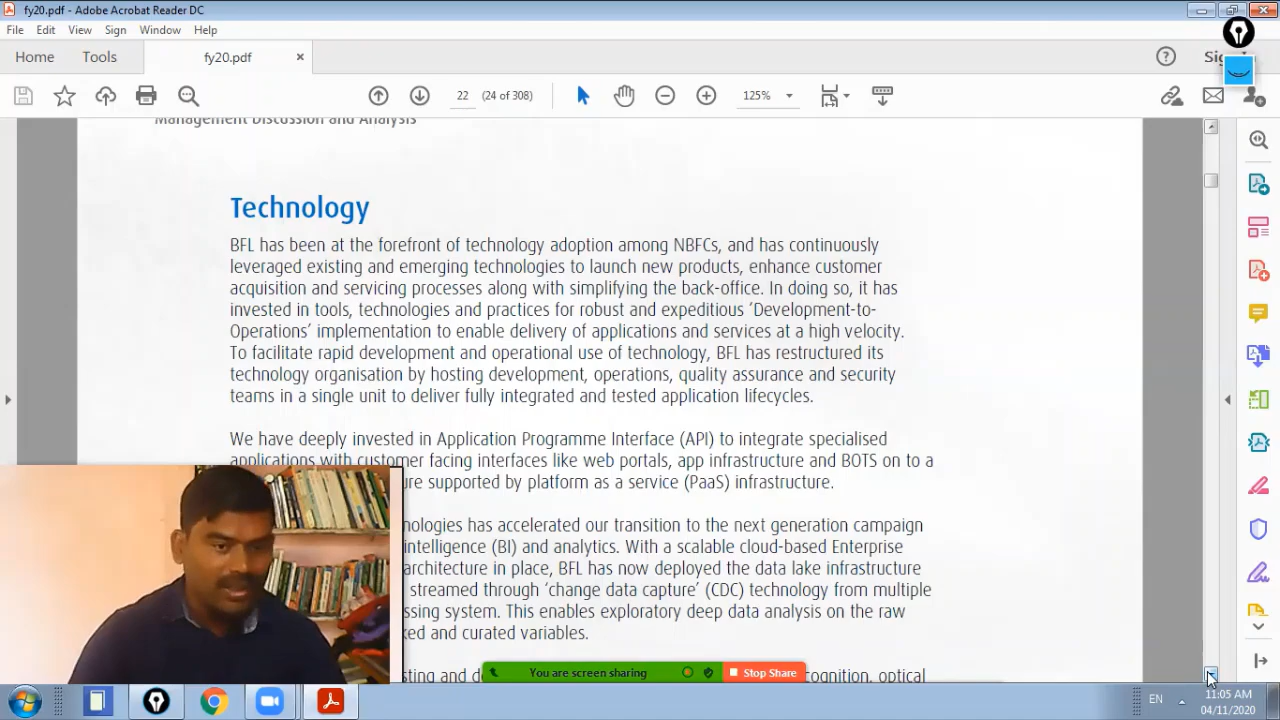 fy20.pdf - Adobe Acrobat Reader DC
File Edit View Sign Window Help
Home Tools fy20.pdf
22 (24 of 308) 125%
Management Discussion and Analysis
Technology
BFL has been at the forefront of technology adoption among NBFCs, and has continuously
leveraged existing and emerging technologies to launch new products, enhance customer
acquisition and servicing processes along with simplifying the back-office. In doing so, it has
invested in tools, technologies and practices for robust and expeditious ‘Development-to-
Operations’ implementation to enable delivery of applications and services at a high velocity.
To facilitate rapid development and operational use of technology, BFL has restructured its
technology organisation by hosting development, operations, quality assurance and security
teams in a single unit to deliver fully integrated and tested application lifecycles.
We have deeply invested in Application Programme Interface (API) to integrate specialised
applications with customer facing interfaces like web portals, app infrastructure and BOTS on to a
supported by platform as a service (PaaS) infrastructure.
has accelerated our transition to the next generation campaign
intelligence (BI) and analytics. With a scalable cloud-based Enterprise
architecture in place, BFL has now deployed the data lake infrastructure
streamed through ‘change data capture’ (CDC) technology from multiple
system. This enables exploratory deep data analysis on the raw
and curated variables.
optical
You are screen sharing Stop Share
EN 11:05 AM
04/11/2020